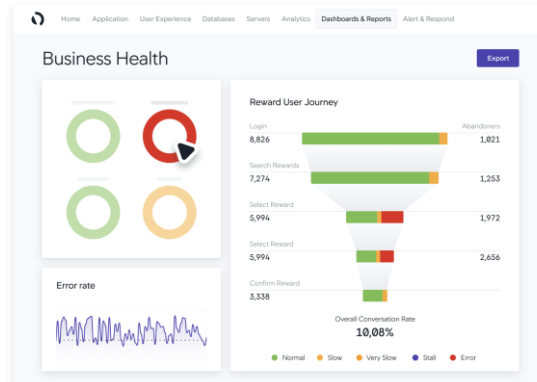 Home Application User Experience Databases Servers Analytics Dashboards & Reports Alert & Respond
Business Health
Export
Reward User Journey
Login Abandoners
8,826 1,021
Search Rewards
7,274 1,253
Select Reward
5,994 1,972
Select Reward
5,994 2,656
Confirm Reward
3,338
Overall Conversation Rate
10,08%
Normal Slow Very Slow Stall Error
Error rate